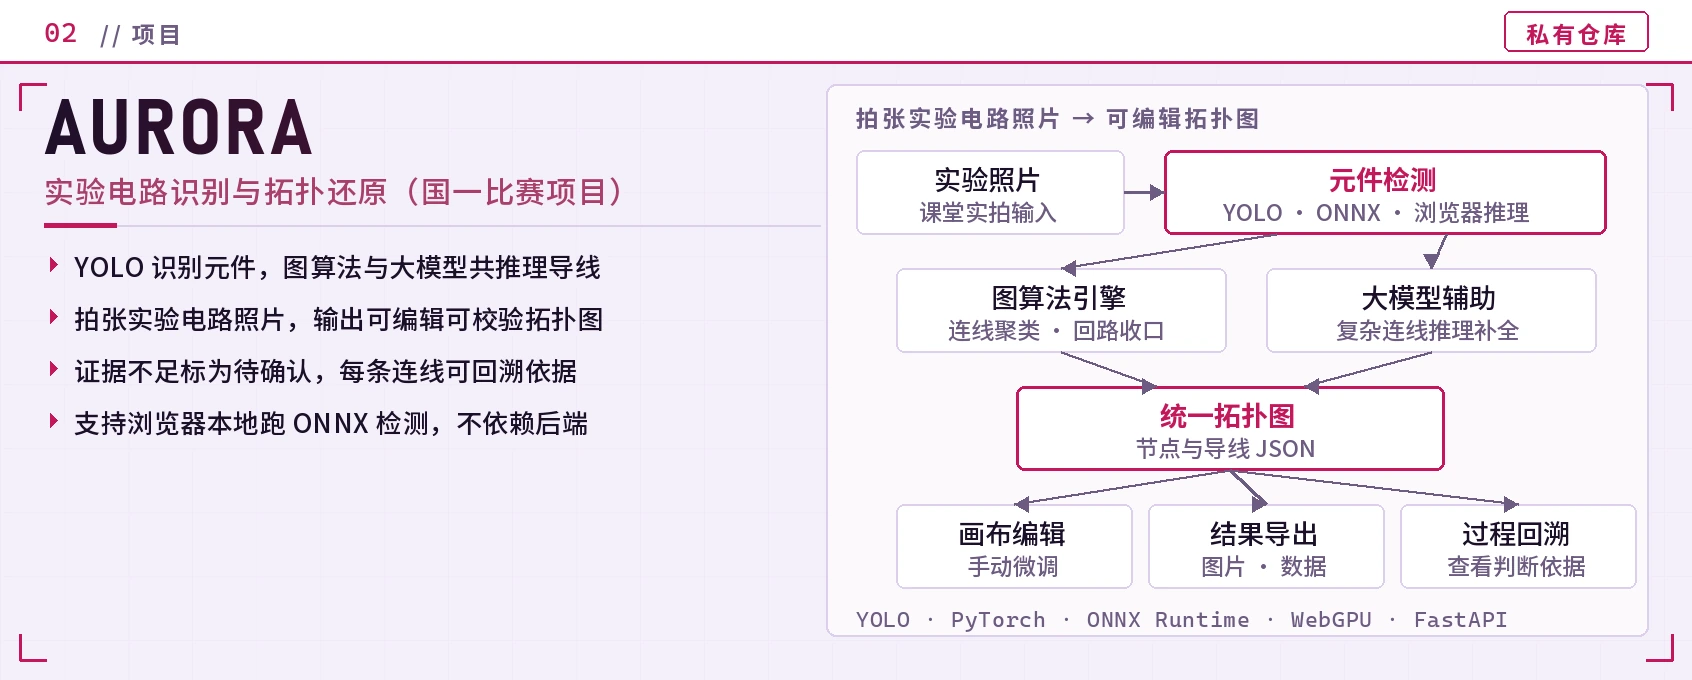 02 // 项目
私有仓库
AURORA
实验电路识别与拓扑还原（国一比赛项目）
YOLO 识别元件，图算法与大模型共推理导线
拍张实验电路照片，输出可编辑可校验拓扑图
证据不足标为待确认，每条连线可回溯依据
支持浏览器本地跑 ONNX 检测，不依赖后端
拍张实验电路照片 → 可编辑拓扑图
实验照片
课堂实拍输入
元件检测
YOLO · ONNX · 浏览器推理
图算法引擎
连线聚类 · 回路收口
大模型辅助
复杂连线推理补全
统一拓扑图
节点与导线 JSON
画布编辑
手动微调
结果导出
图片 · 数据
过程回溯
查看判断依据
YOLO · PyTorch · ONNX Runtime · WebGPU · FastAPI